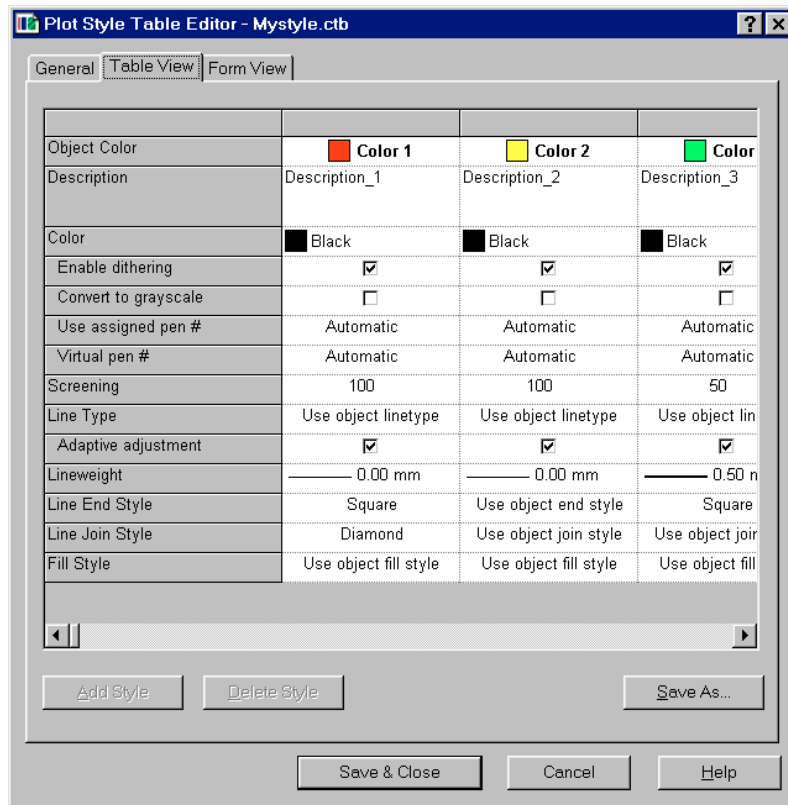 Plot Style Table Editor - Mystyle.ctb
General Table View Form View
Object Color Color 1 Color 2 Color
Description Description_1 Description_2 Description_3
Color Black Black Black
Enable dithering
Convert to grayscale
Use assigned pen # Automatic Automatic Automatic
Virtual pen # Automatic Automatic Automatic
Screening 100 100 50
Line Type Use object linetype Use object linetype Use object lin
Adaptive adjustment
Lineweight 0.00 mm 0.00 mm 0.50 n
Line End Style Square Use object end style Square
Line Join Style Diamond Use object join style Use object join
Fill Style Use object fill style Use object fill style Use object fill
Add Style Delete Style Save As...
Save & Close Cancel Help